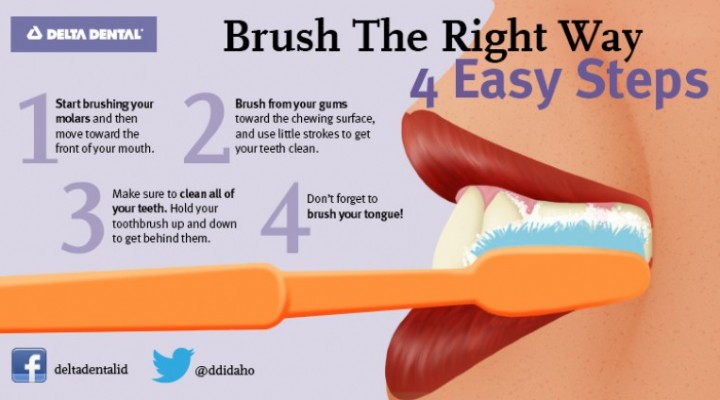 DELTA DENTAL
Brush The Right Way
4 Easy Steps
1
Start brushing your
molars and then
move toward the
front of your mouth.
2
Brush from your gums
toward the chewing surface,
and use little strokes to get
your teeth clean.
3
Make sure to clean all of
your teeth. Hold your
toothbrush up and down
to get behind them.
4
Don't forget to
brush your tongue!
f
deltadentalid
@ddidaho